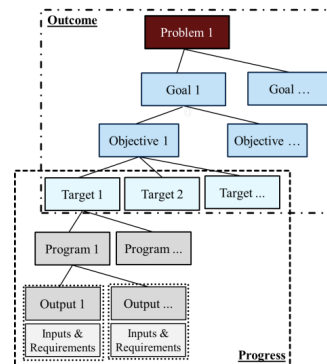 Outcome
Problem 1
Goal 1
Goal ...
Objective 1
Objective ...
Target 1
Target 2
Target ...
Program 1
Program ...
Output 1
Output ...
Inputs &
Requirements
Inputs &
Requirements
Progress